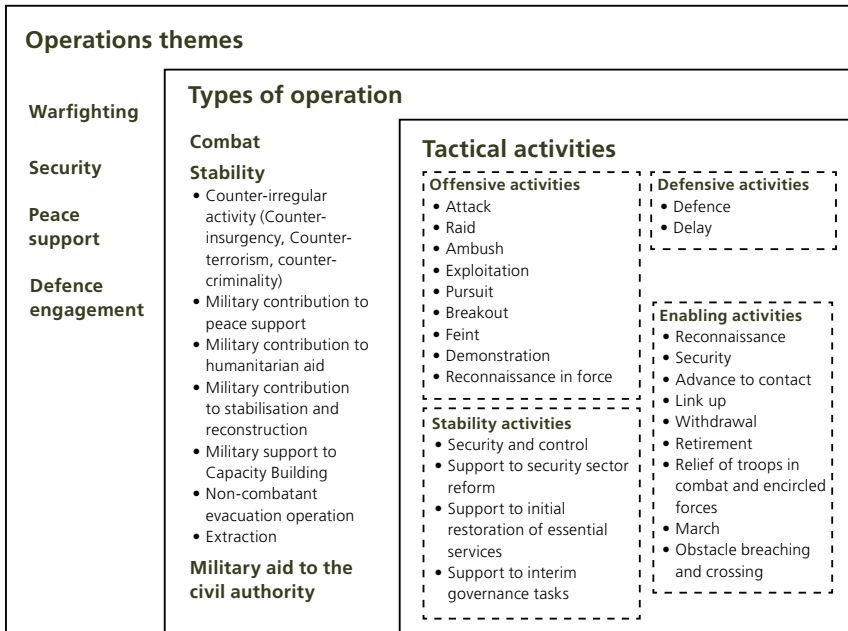 Operations themes
Warfighting
Security
Peace
support
Defence
engagement
Types of operation
Combat
Stability
• Counter-irregular
activity (Counter-
insurgency, Counter-
terrorism, counter-
criminality)
• Military contribution to
peace support
• Military contribution to
humanitarian aid
• Military contribution
to stabilisation and
reconstruction
• Military support to
Capacity Building
• Non-combatant
evacuation operation
• Extraction
Military aid to the
civil authority
Tactical activities
Offensive activities
• Attack
• Raid
• Ambush
• Exploitation
• Pursuit
• Breakout
• Feint
• Demonstration
• Reconnaissance in force
Defensive activities
• Defence
• Delay
Stability activities
• Security and control
• Support to security sector
reform
• Support to initial
restoration of essential
services
• Support to interim
governance tasks
Enabling activities
• Reconnaissance
• Security
• Advance to contact
• Link up
• Withdrawal
• Retirement
• Relief of troops in
combat and encircled
forces
• March
• Obstacle breaching
and crossing